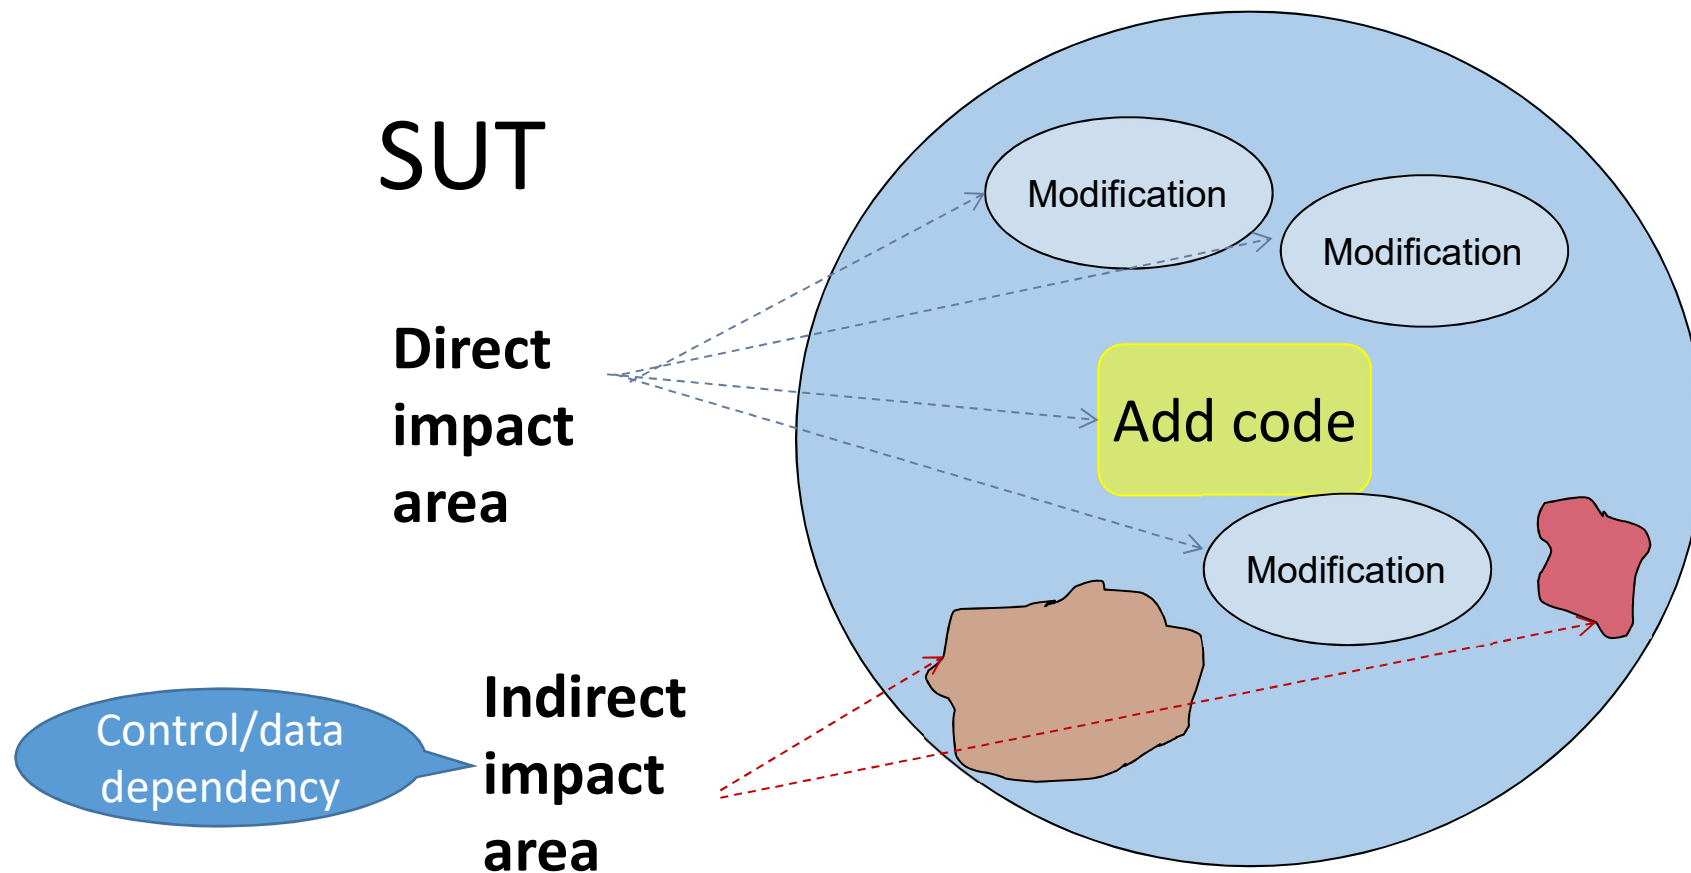 SUT
Modification
Modification
Direct
impact
area
Add code
Modification
Indirect
impact
area
Control/data
dependency